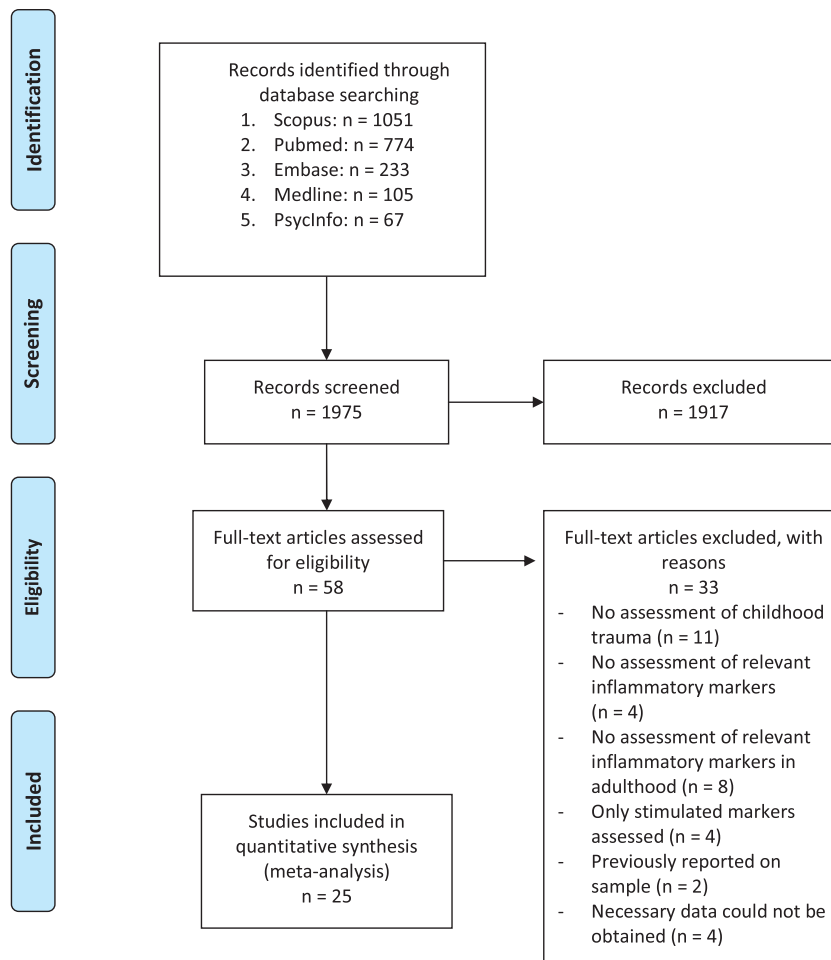 Identification
Records identified through
database searching
1. Scopus: n = 1051
2. Pubmed: n = 774
3. Embase: n = 233
4. Medline: n = 105
5. PsycInfo: n = 67
Screening
Records screened
n = 1975
Records excluded
n = 1917
Eligibility
Full-text articles assessed
for eligibility
n = 58
Full-text articles excluded, with
reasons
n = 33
- No assessment of childhood
trauma (n = 11)
- No assessment of relevant
inflammatory markers
(n = 4)
- No assessment of relevant
inflammatory markers in
adulthood (n = 8)
- Only stimulated markers
assessed (n = 4)
- Previously reported on
sample (n = 2)
- Necessary data could not be
obtained (n = 4)
Included
Studies included in
quantitative synthesis
(meta-analysis)
n = 25